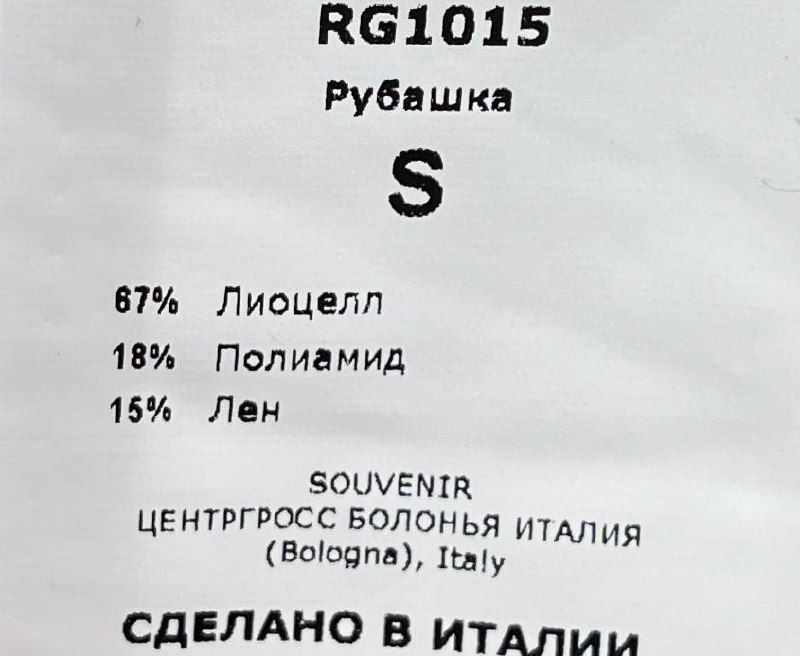 RG1015
Рубашка
S
67% Лиоцелл
18% Полиамид
15% Лен
SOUVENIR
ЦЕНТРГРОСС БОЛОНЬЯ ИТАЛИЯ
(Bologna), Italy
СДЕЛАНО В ИТАЛИИ